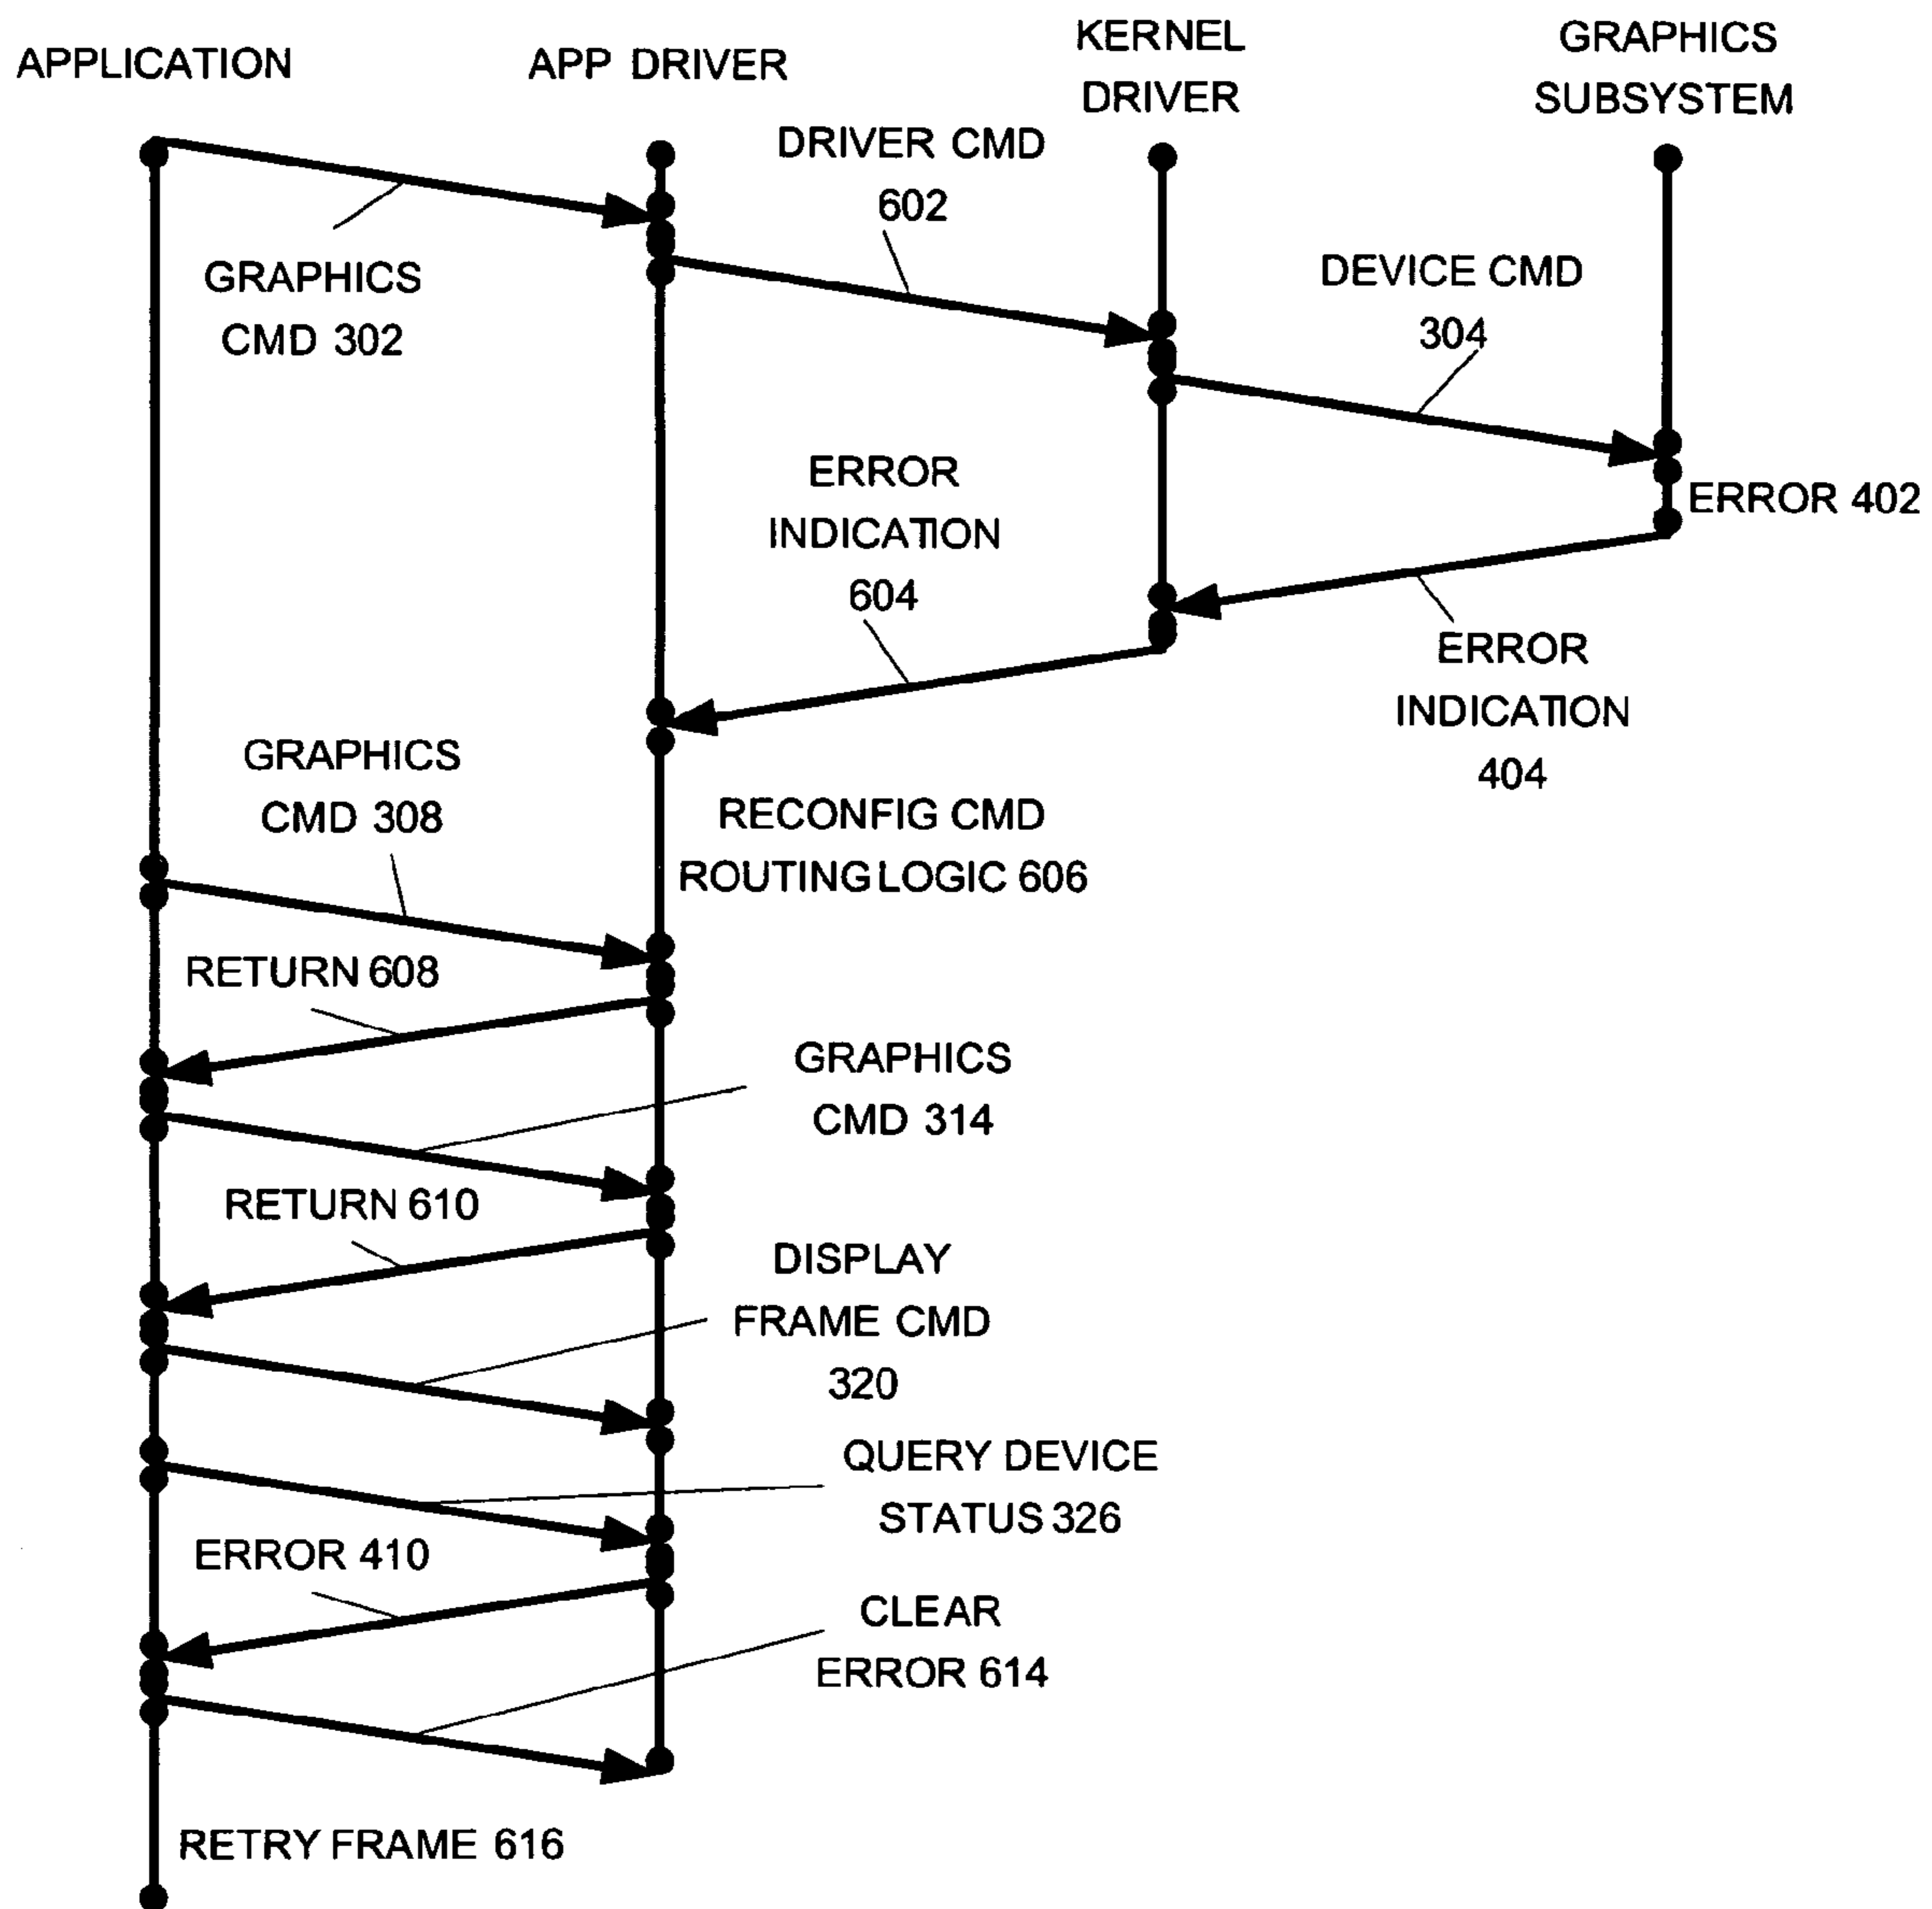 APPLICATION
APP DRIVER
KERNEL
DRIVER
GRAPHICS
SUBSYSTEM
DRIVER CMD
602
GRAPHICS
CMD 302
DEVICE CMD
304
ERROR
INDICATION
604
ERROR 402
ERROR
INDICATION
404
GRAPHICS
CMD 308
RECONFIG CMD
ROUTING LOGIC 606
RETURN 608
GRAPHICS
CMD 314
RETURN 610
DISPLAY
FRAME CMD
320
QUERY DEVICE
STATUS 326
ERROR 410
CLEAR
ERROR 614
RETRY FRAME 616